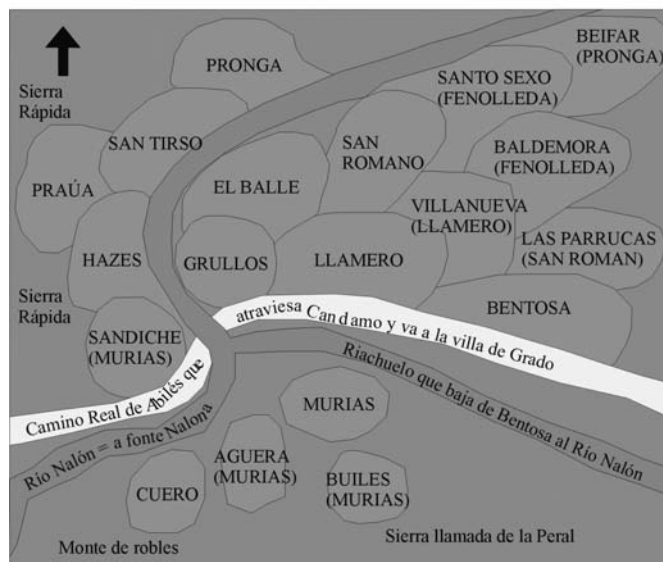 BEIFAR
(PRONGA)
PRONGA
SANTO SEXO
(FENOLLEDA)
Sierra
Rápida
SAN TIRSO
SAN
ROMANO
BALDEMORA
(FENOLLEDA)
PRAÚA
EL BALLE
VILLANUEVA
(LLAMERO)
HAZES
GRULLOS
LLAMERO
LAS PARRUCAS
(SAN ROMAN)
Sierra
Rápida
BENTOSA
SANDICHE
(MURIAS)
Camino Real de Abilés que
atraviesa Candamo y va a la villa de Grado
Riachuelo que baja de Bentosa al Río Nalón
Río Nalón = a fonte Nalona
MURIAS
AGUERA
(MURIAS)
CUERO
BUILES
(MURIAS)
Monte de robles
Sierra llamada de la Peral